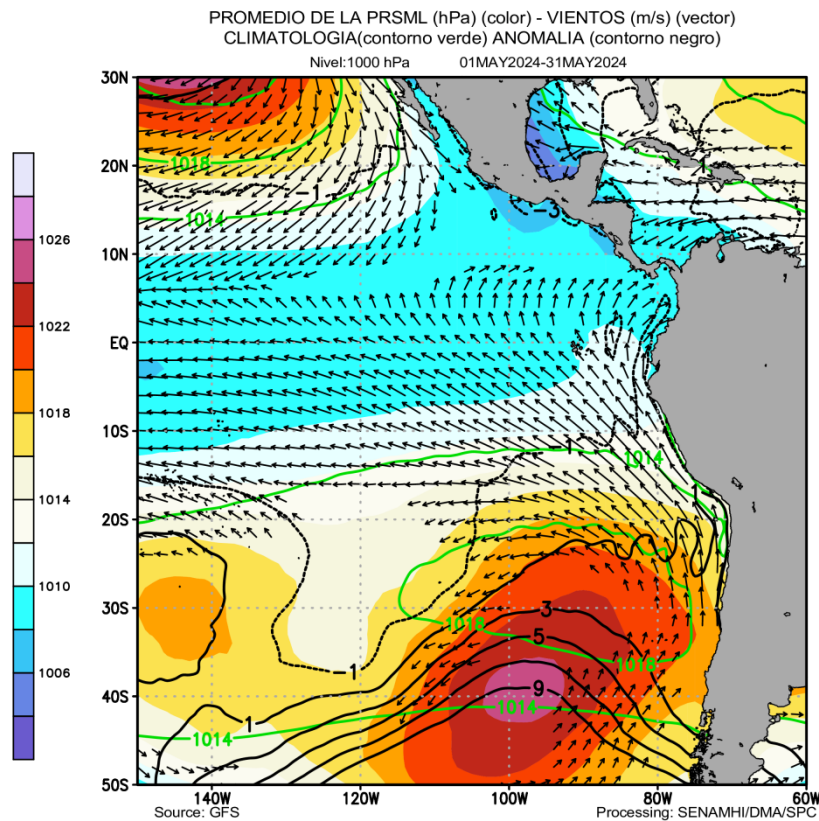 PROMEDIO DE LA PRSML (hPa) (color) - VIENTOS (m/s) (vector)
CLIMATOLOGIA(contorno verde) ANOMALIA (contorno negro)
Nivel:1000 hPa 01MAY2024-31MAY2024
30N
20N
10N
EQ
10S
20S
30S
40S
50S
140W 120W 100W 80W 60W
1026
1022
1018
1014
1010
1006
1018
-1
1014
-3
-1
1014
1
3
1018
5
1018
-1
9
1
1014
1014
Source: GFS
Processing: SENAMHI/DMA/SPC